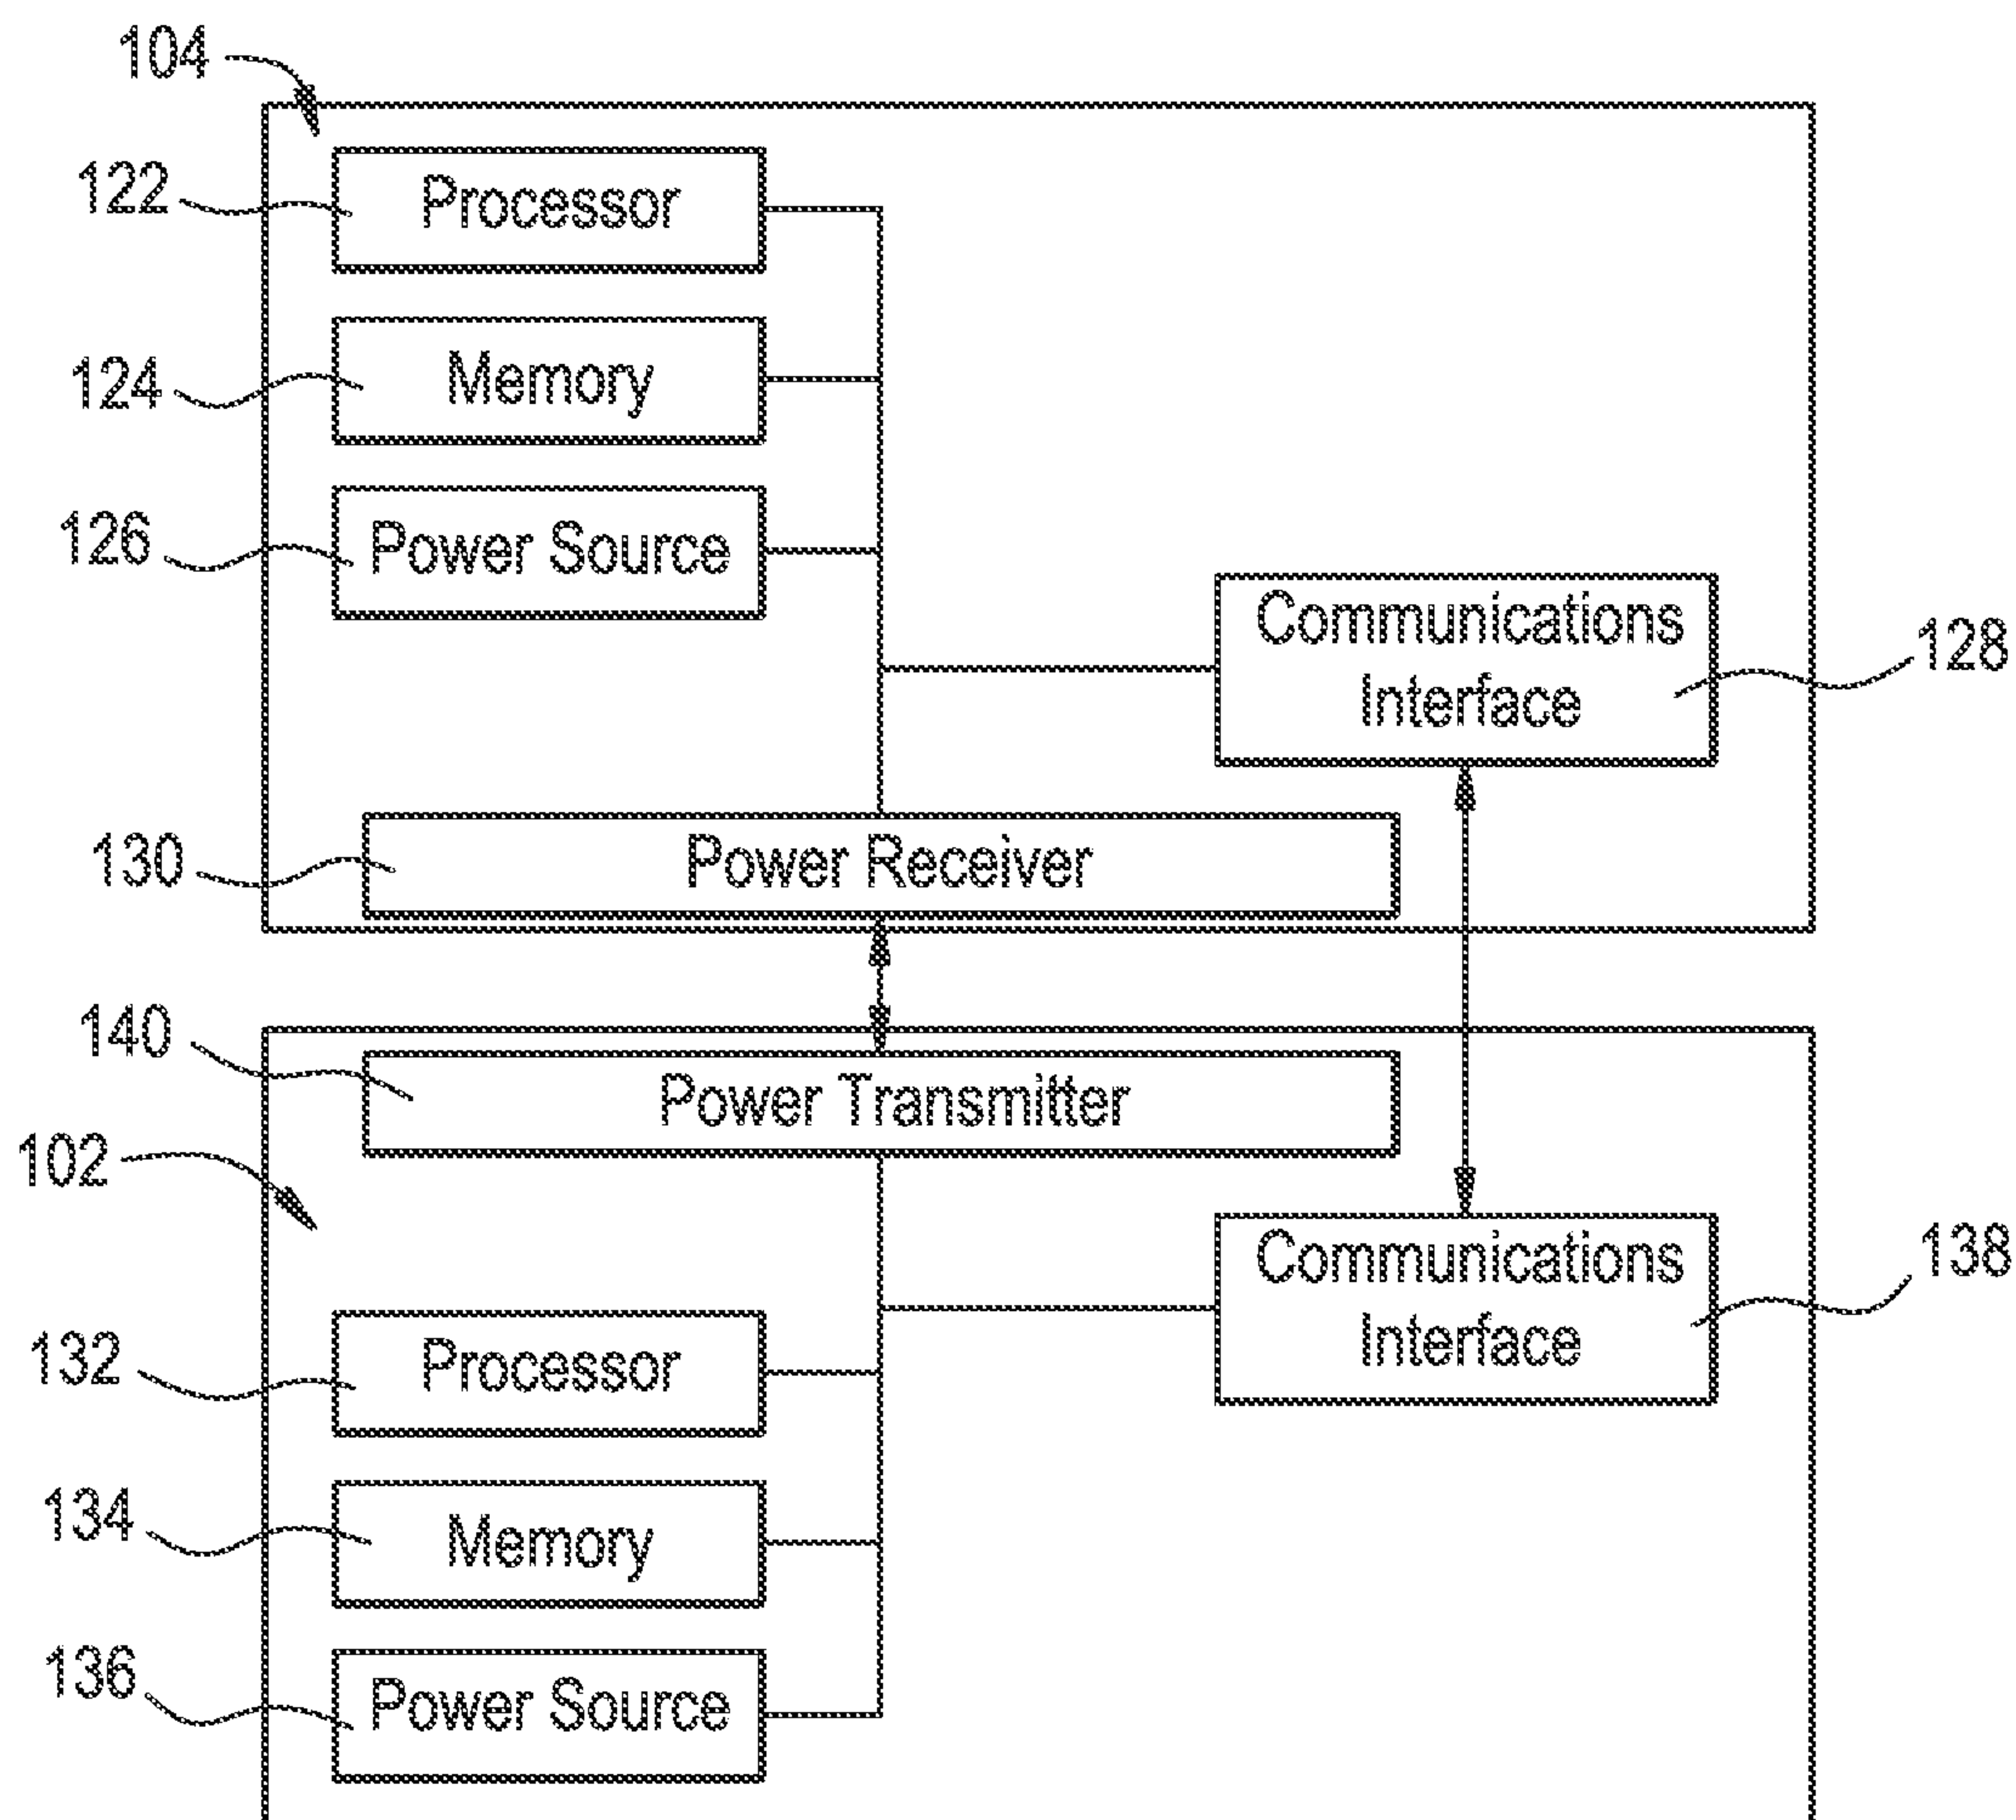 104
122
Processor
124
Memory
126
Power Source
Communications
Interface
128
130
Power Receiver
140
Power Transmitter
102
Communications
Interface
138
132
Processor
134
Memory
136
Power Source